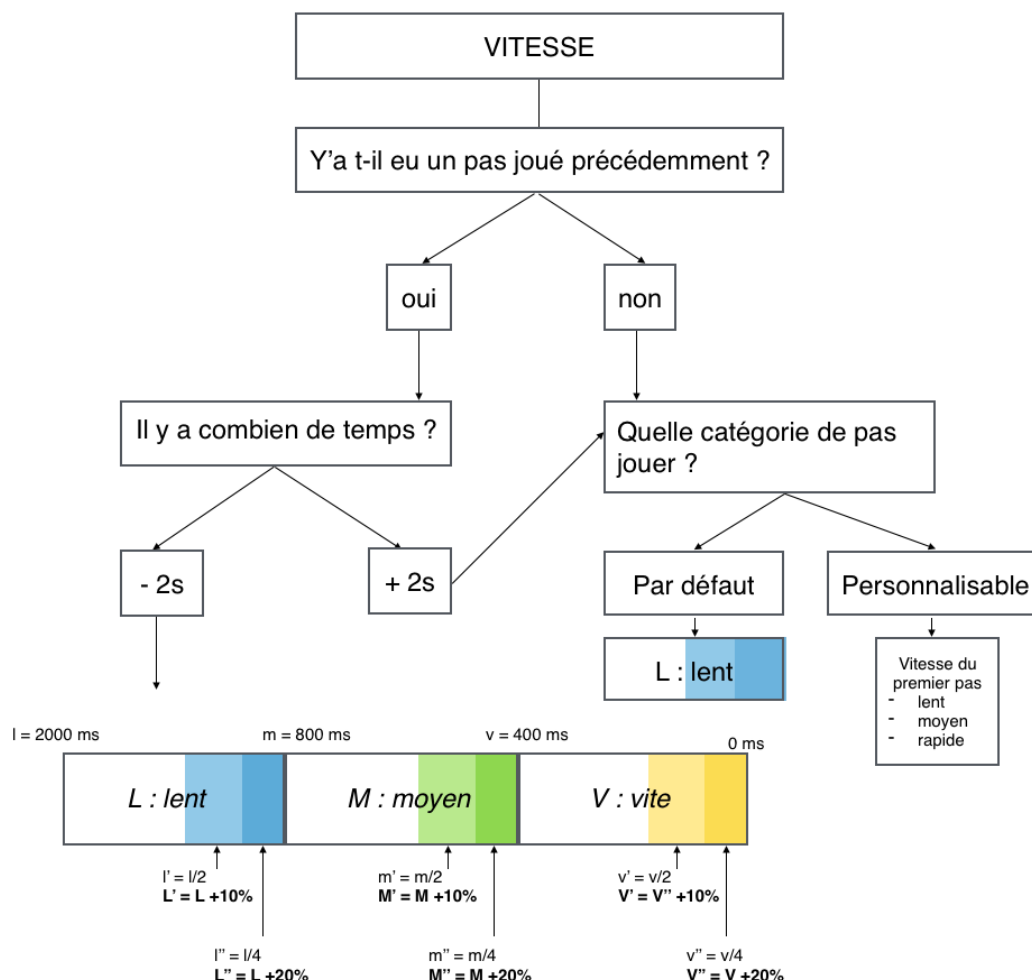 VITESSE
Y'a t-il eu un pas joué précédemment ?
oui
non
Il y a combien de temps ?
Quelle catégorie de pas
jouer ?
- 2s
+ 2s
Par défaut
Personnalisable
L : lent
Vitesse du
premier pas
- lent
- moyen
- rapide
l = 2000 ms
m = 800 ms
v = 400 ms
0 ms
L : lent
M : moyen
V : vite
l' = l/2
L' = L +10%
m' = m/2
M' = M +10%
v' = v/2
V' = V'' +10%
l'' = l/4
L'' = L +20%
m'' = m/4
M'' = M +20%
v'' = v/4
V'' = V +20%